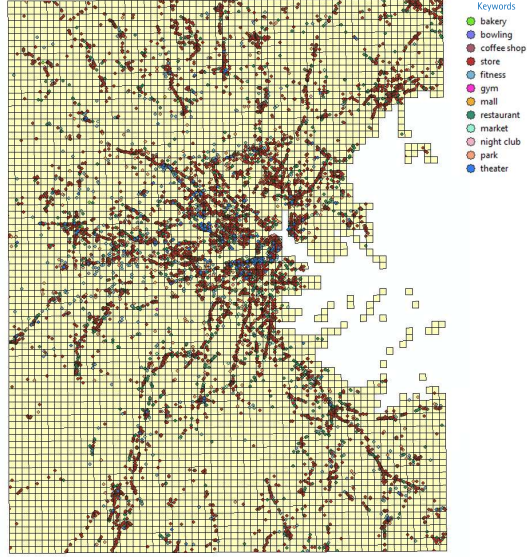 Keywords
bakery
bowling
coffee shop
store
fitness
gym
mall
restaurant
market
night club
park
theater